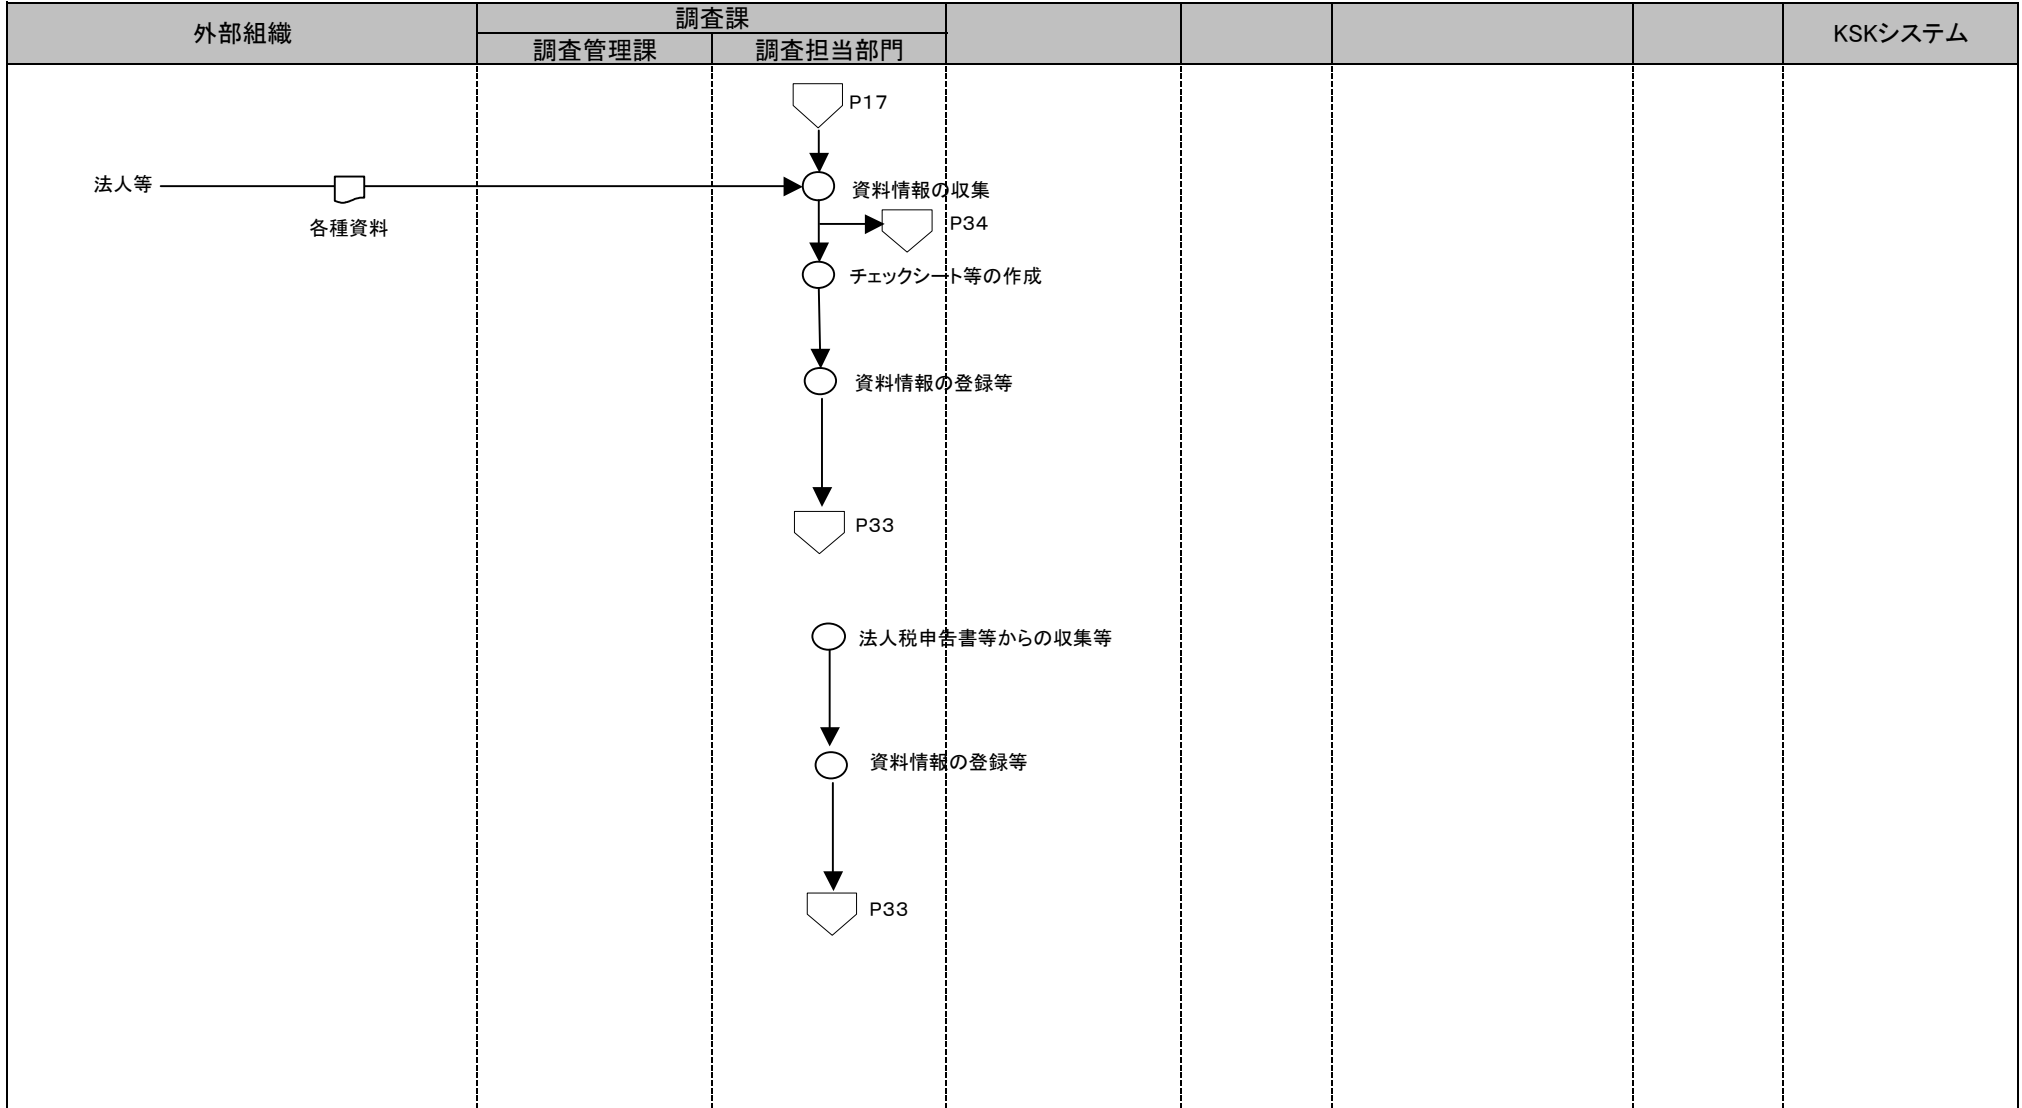 外部組織
調査課
調査管理課
調査担当部門
KSKシステム
P17
法人等
資料情報の収集
各種資料
P34
チェックシート等の作成
資料情報の登録等
P33
法人税申告書等からの収集等
資料情報の登録等
P33